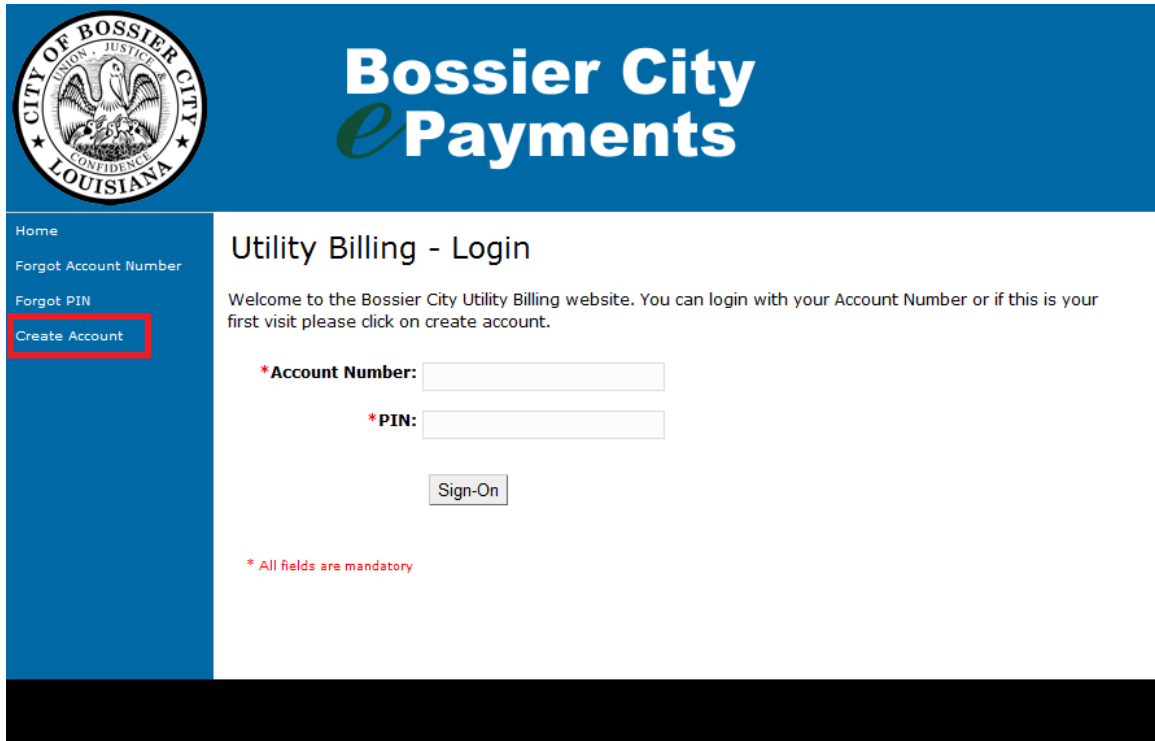 CITY OF BOSSIER CITY
UNION, JUSTICE &
CONFIDENCE
★ LOUISIANA ★
Bossier City
ePayments
Home
Forgot Account Number
Forgot PIN
Create Account
Utility Billing - Login
Welcome to the Bossier City Utility Billing website. You can login with your Account Number or if this is your
first visit please click on create account.
*Account Number:
*PIN:
Sign-On
* All fields are mandatory